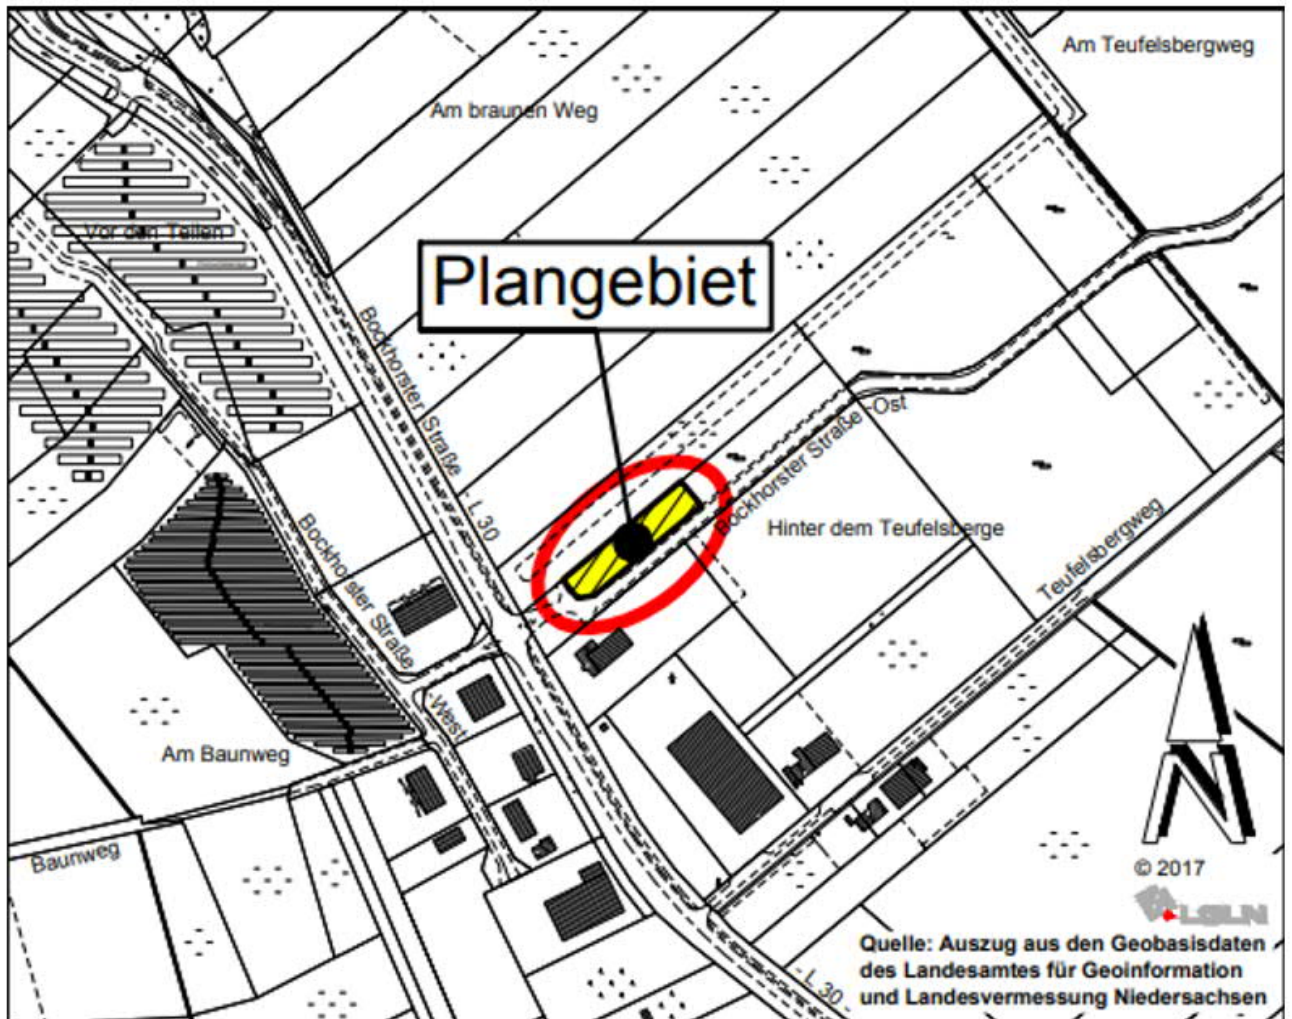 Am Teufelsbergweg
Am braunen Weg
Vor den Teilen
Plangebiet
Bockhorster Straße - L 30
Bockhorster Straße -Ost
Hinter dem Teufelsberge
Teufelsbergweg
Bockhorster Straße
-West
Am Baunweg
Baunweg
N
© 2017
LGLN
- L 30 -
Quelle: Auszug aus den Geobasisdaten
des Landesamtes für Geoinformation
und Landesvermessung Niedersachsen